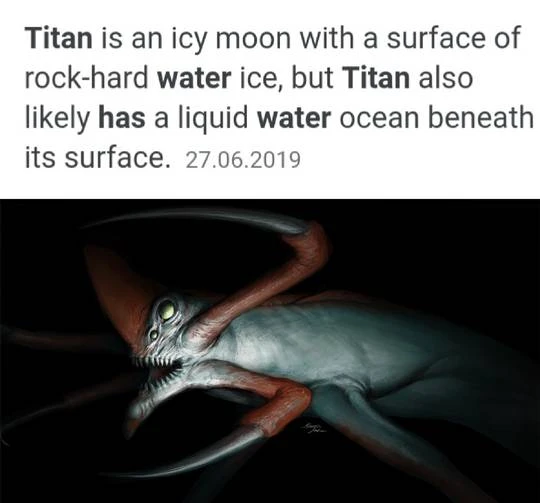 Titan is an icy moon with a surface of
rock-hard water ice, but Titan also
likely has a liquid water ocean beneath
its surface. 27.06.2019